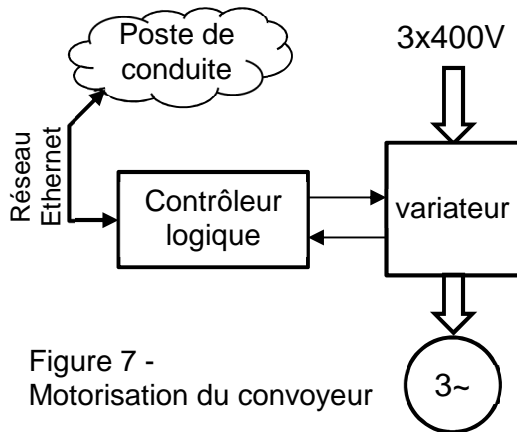 Poste de
conduite
3x400V
Réseau
Ethernet
Contrôleur
logique
variateur
Figure 7 -
Motorisation du convoyeur
3~